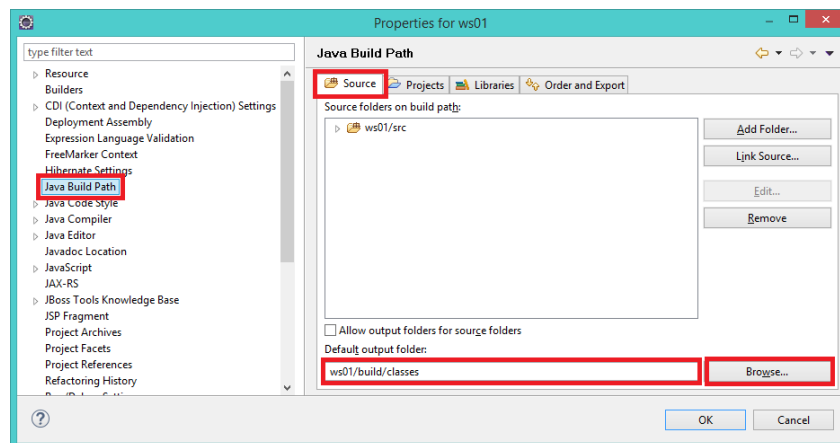 Properties for ws01
type filter text
Resource
Builders
CDI (Context and Dependency Injection) Settings
Deployment Assembly
Expression Language Validation
FreeMarker Context
Hibernate Settings
Java Build Path
Java Code Style
Java Compiler
Java Editor
Javadoc Location
JavaScript
JAX-RS
JBoss Tools Knowledge Base
JSP Fragment
Project Archives
Project Facets
Project References
Refactoring History
Java Build Path
Source Projects Libraries Order and Export
Source folders on build path:
ws01/src
Add Folder...
Link Source...
Edit...
Remove
Allow output folders for source folders
Default output folder:
ws01/build/classes
Browse...
OK Cancel